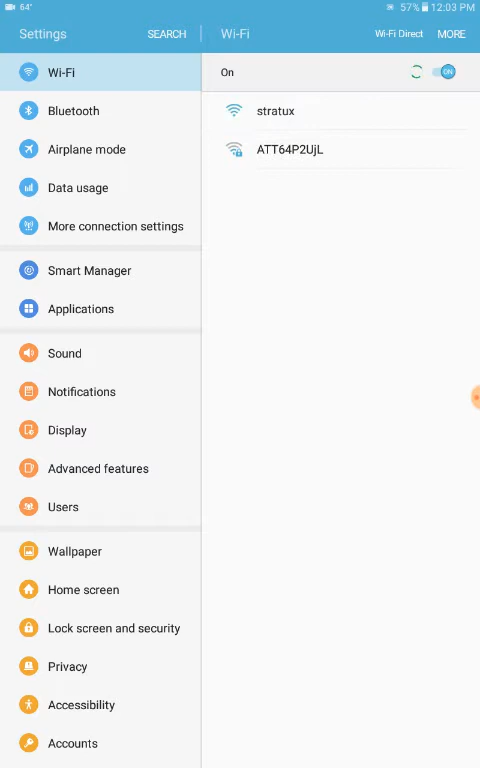 64°
57% 12:03 PM
Settings SEARCH
Wi-Fi Wi-Fi Direct MORE
Wi-Fi
Bluetooth
Airplane mode
Data usage
More connection settings
Smart Manager
Applications
Sound
Notifications
Display
Advanced features
Users
Wallpaper
Home screen
Lock screen and security
Privacy
Accessibility
Accounts
On ON
stratux
ATT64P2UjL